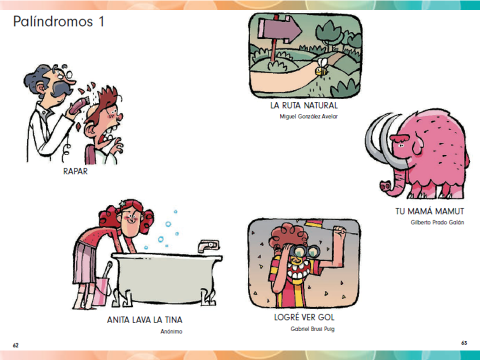 Palíndromos 1
RAPAR
LA RUTA NATURAL
Miguel González Avelar
TU MAMÁ MAMUT
Gilberto Prado Galán
ANITA LAVA LA TINA
Anónimo
LOGRÉ VER GOL
Gabriel Brusi Puig
62
63